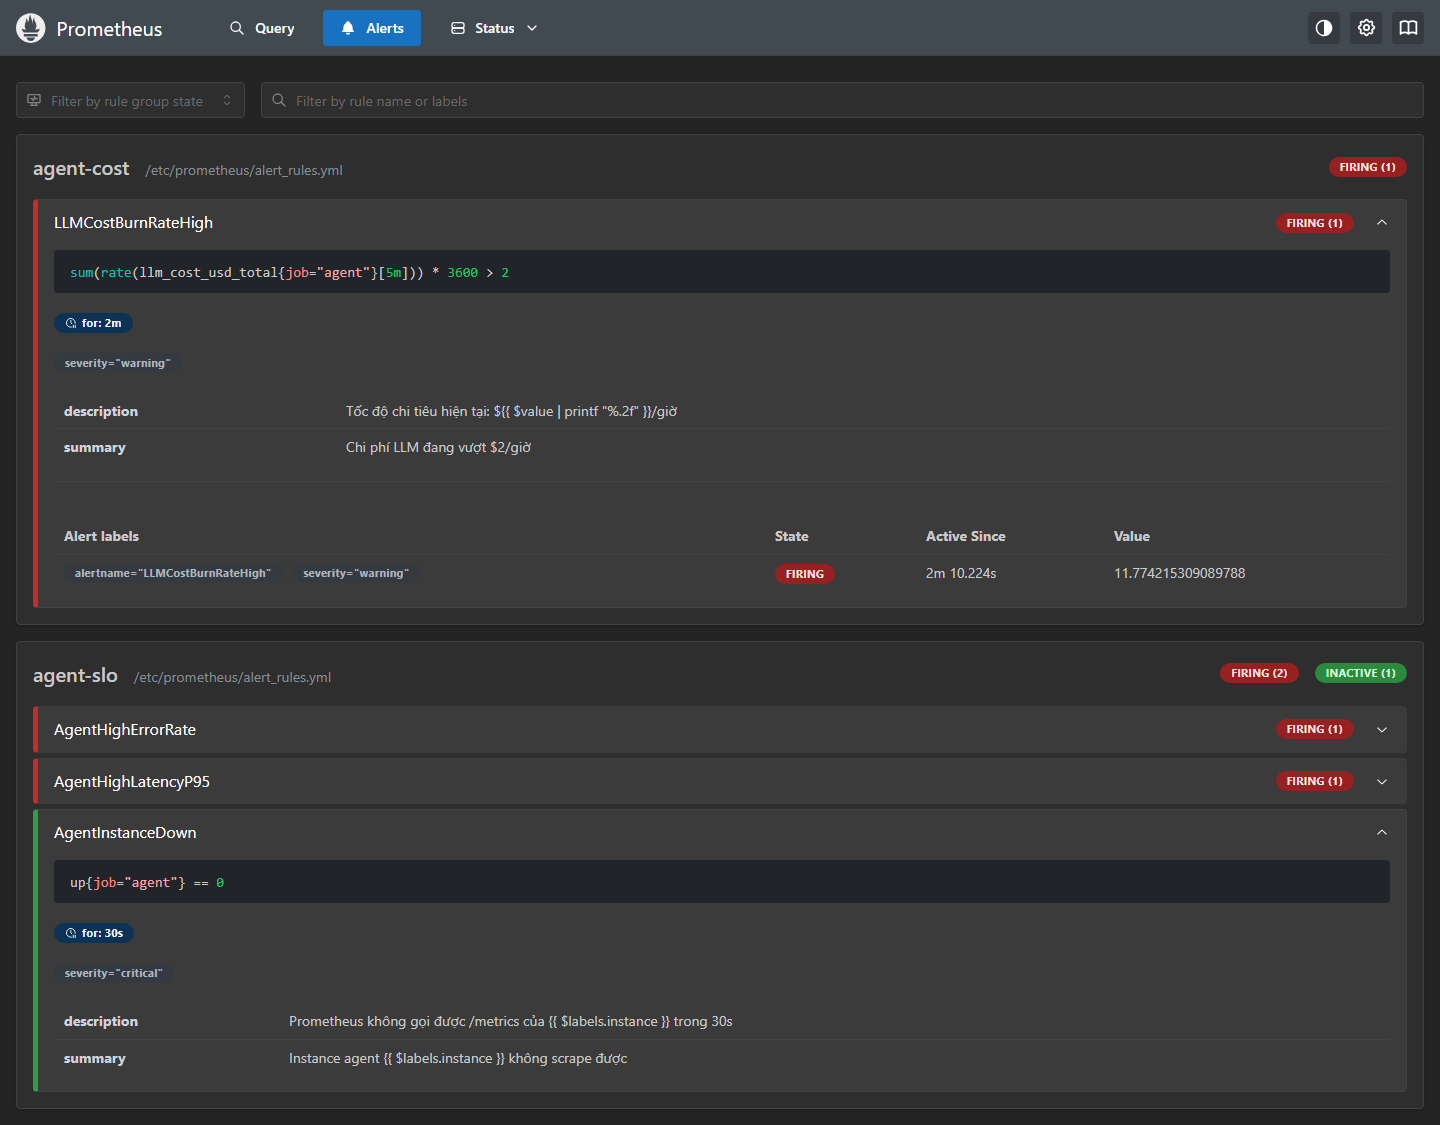 Prometheus
Query
Alerts
Status
Filter by rule group state
Filter by rule name or labels
agent-cost /etc/prometheus/alert_rules.yml
FIRING (1)
LLMCostBurnRateHigh
FIRING (1)
sum(rate(llm_cost_usd_total{job="agent"}[5m])) * 3600 > 2
for: 2m
severity="warning"
description Tốc độ chi tiêu hiện tại: ${{ $value | printf "%.2f" }}/giờ
summary Chi phí LLM đang vượt $2/giờ
Alert labels State Active Since Value
alertname="LLMCostBurnRateHigh" severity="warning" FIRING 2m 10.224s 11.774215309089788
agent-slo /etc/prometheus/alert_rules.yml
FIRING (2) INACTIVE (1)
AgentHighErrorRate
FIRING (1)
AgentHighLatencyP95
FIRING (1)
AgentInstanceDown
up{job="agent"} == 0
for: 30s
severity="critical"
description Prometheus không gọi được /metrics của {{ $labels.instance }} trong 30s
summary Instance agent {{ $labels.instance }} không scrape được